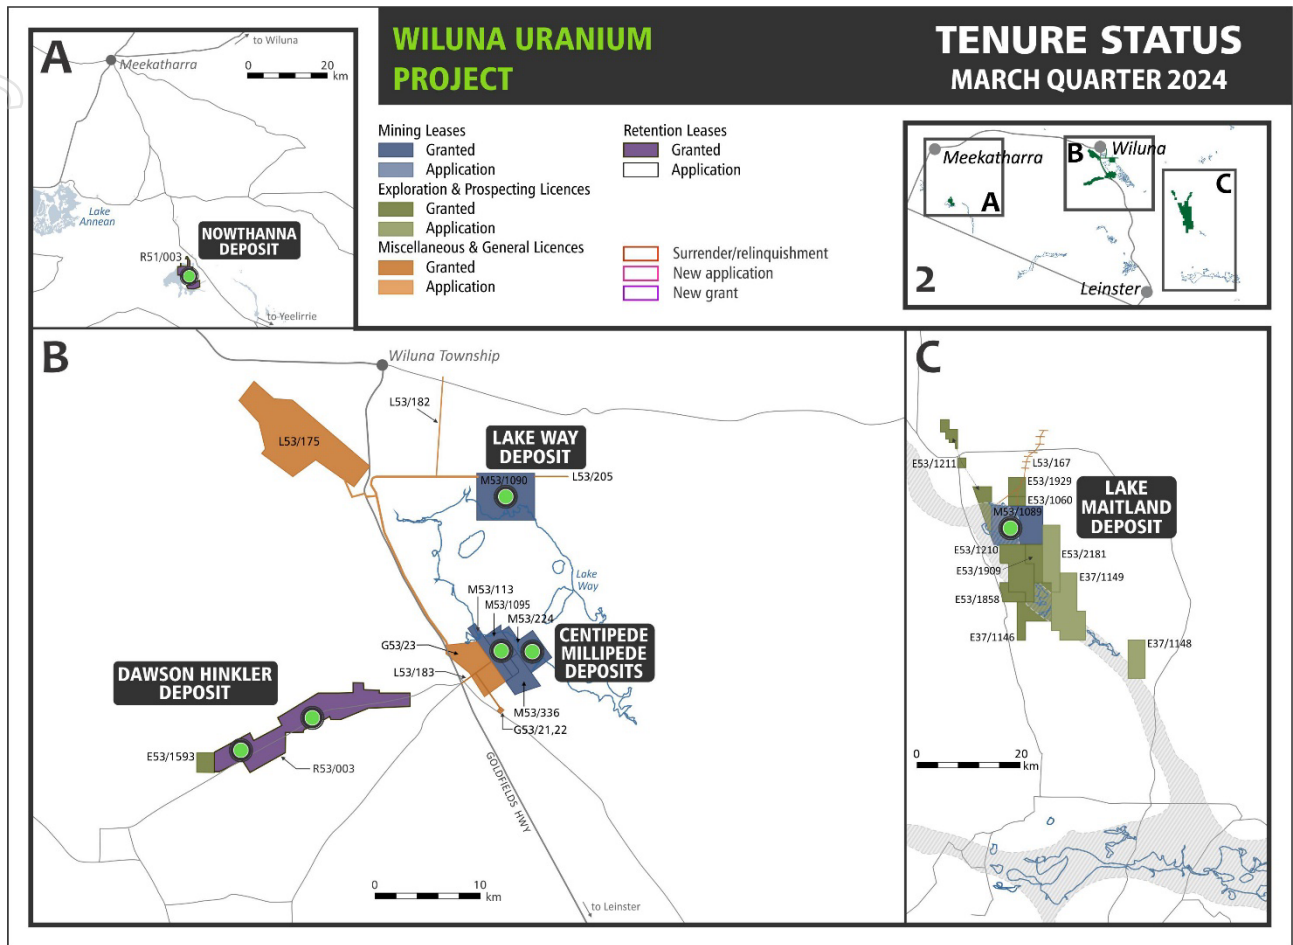 WILUNA URANIUM
PROJECT
TENURE STATUS
MARCH QUARTER 2024
A
to Wiluna
Meekatharra
0 20
km
Lake
Annean
NOWTHANNA
DEPOSIT
R51/003
to Yeelirrie
Mining Leases
Granted
Application
Exploration & Prospecting Licences
Granted
Application
Miscellaneous & General Licences
Granted
Application
Retention Leases
Granted
Application
Surrender/relinquishment
New application
New grant
Meekatharra
B
Wiluna
C
A
2
Leinster
B
Wiluna Township
L53/182
L53/175
LAKE WAY
DEPOSIT
M53/1090
L53/205
Lake
Way
M53/113
M53/1095
M53/224
G53/23
CENTIPEDE
MILLIPEDE
DEPOSITS
L53/183
DAWSON HINKLER
DEPOSIT
M53/336
G53/21,22
E53/1593
R53/003
GOLDFIELDS HWY
0 10
km
to Leinster
C
E53/1211
L53/167
E53/1929
E53/1060
LAKE
MAITLAND
DEPOSIT
M53/1089
E53/1210
E53/2181
E53/1909
E37/1149
E53/1858
E37/1146
E37/1148
0 20
km